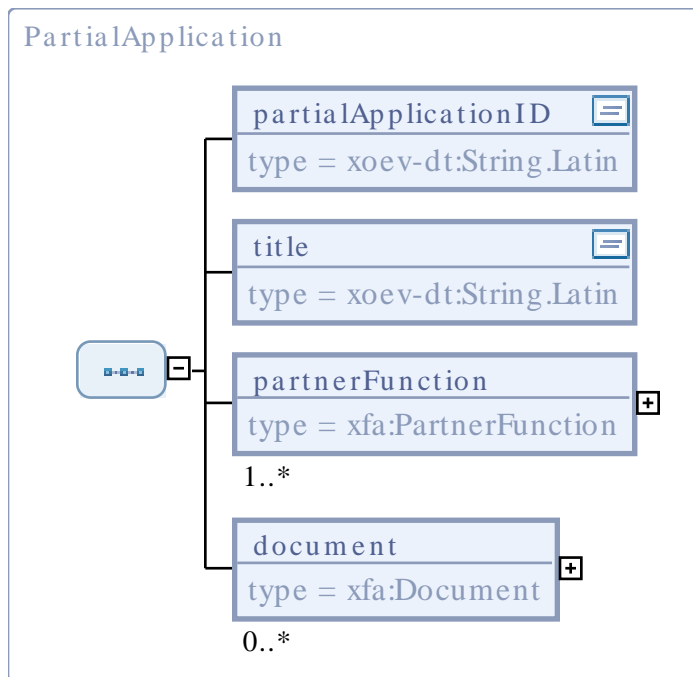 PartialApplication
partialApplicationID
type = xoev-dt:String.Latin
title
type = xoev-dt:String.Latin
partnerFunction
type = xfa:PartnerFunction
1..*
document
type = xfa:Document
0..*